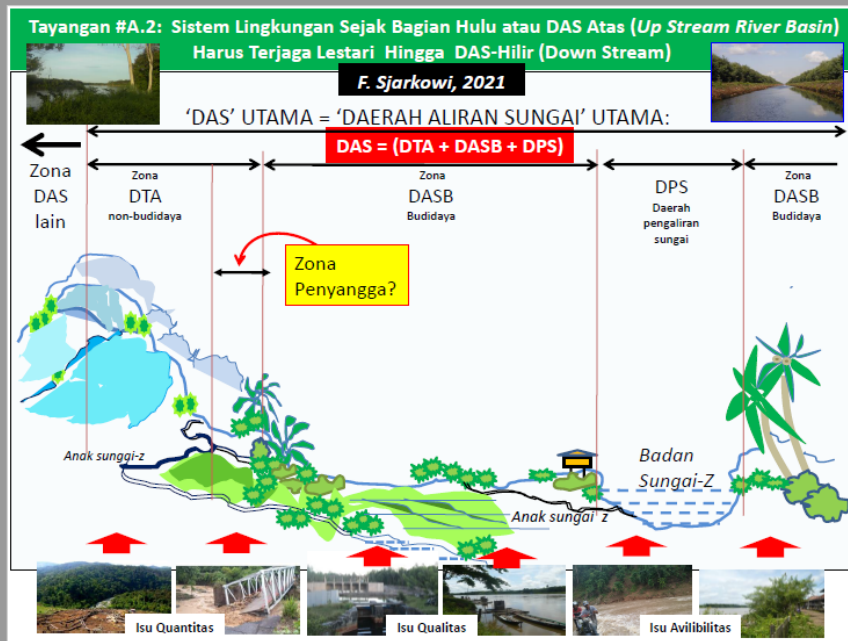 Tayangan #A.2:  Sistem Lingkungan Sejak Bagian Hulu atau DAS Atas (Up Stream River Basin)
Harus Terjaga Lestari  Hingga  DAS-Hilir (Down Stream)
F. Sjarkowi, 2021
‘DAS’ UTAMA = ‘DAERAH ALIRAN SUNGAI’ UTAMA:
DAS = (DTA + DASB + DPS)
Zona
DAS
lain
Zona
DTA
non-budidaya
Zona
DASB
Budidaya
DPS
Daerah
pengaliran
sungai
Zona
DASB
Budidaya
Zona
Penyangga?
Anak sungai-z
Badan
Sungai-Z
Anak sungai z
Isu Quantitas
Isu Qualitas
Isu Avilibilitas